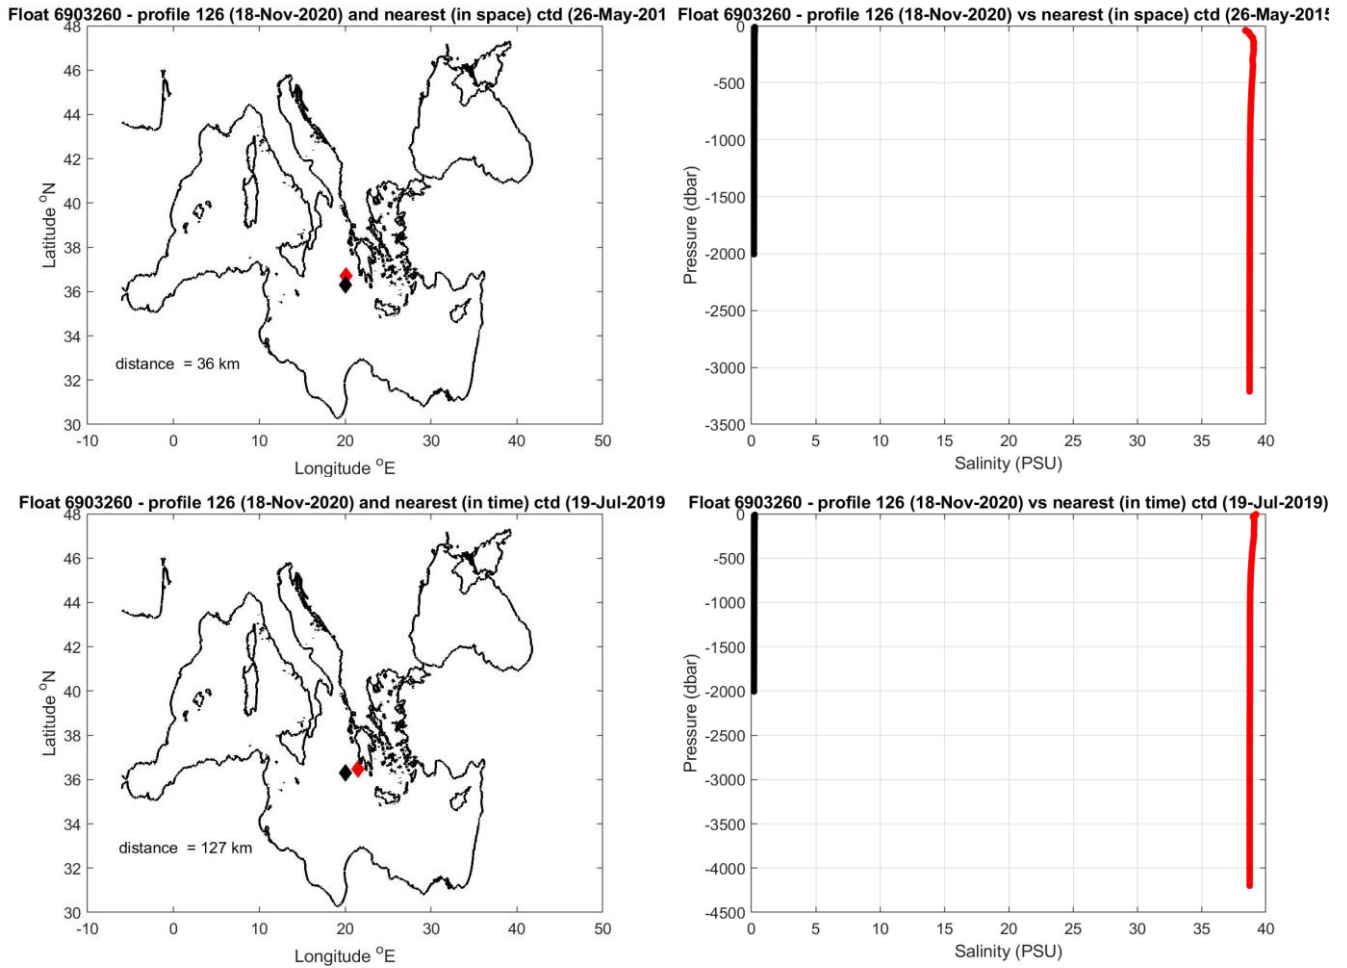 Float 6903260 - profile 126 (18-Nov-2020) and nearest (in space) ctd (26-May-201
48
46
44
42
40
38
36
34
32
30
Latitude °N
distance = 36 km
-10 0 10 20 30 40 50
Longitude °E
Float 6903260 - profile 126 (18-Nov-2020) vs nearest (in space) ctd (26-May-2015
0
-500
-1000
-1500
-2000
-2500
-3000
-3500
Pressure (dbar)
0 5 10 15 20 25 30 35 40
Salinity (PSU)
Float 6903260 - profile 126 (18-Nov-2020) and nearest (in time) ctd (19-Jul-2019
48
46
44
42
40
38
36
34
32
30
Latitude °N
distance = 127 km
-10 0 10 20 30 40 50
Longitude °E
Float 6903260 - profile 126 (18-Nov-2020) vs nearest (in time) ctd (19-Jul-2019)
0
-500
-1000
-1500
-2000
-2500
-3000
-3500
-4000
-4500
Pressure (dbar)
0 5 10 15 20 25 30 35 40
Salinity (PSU)